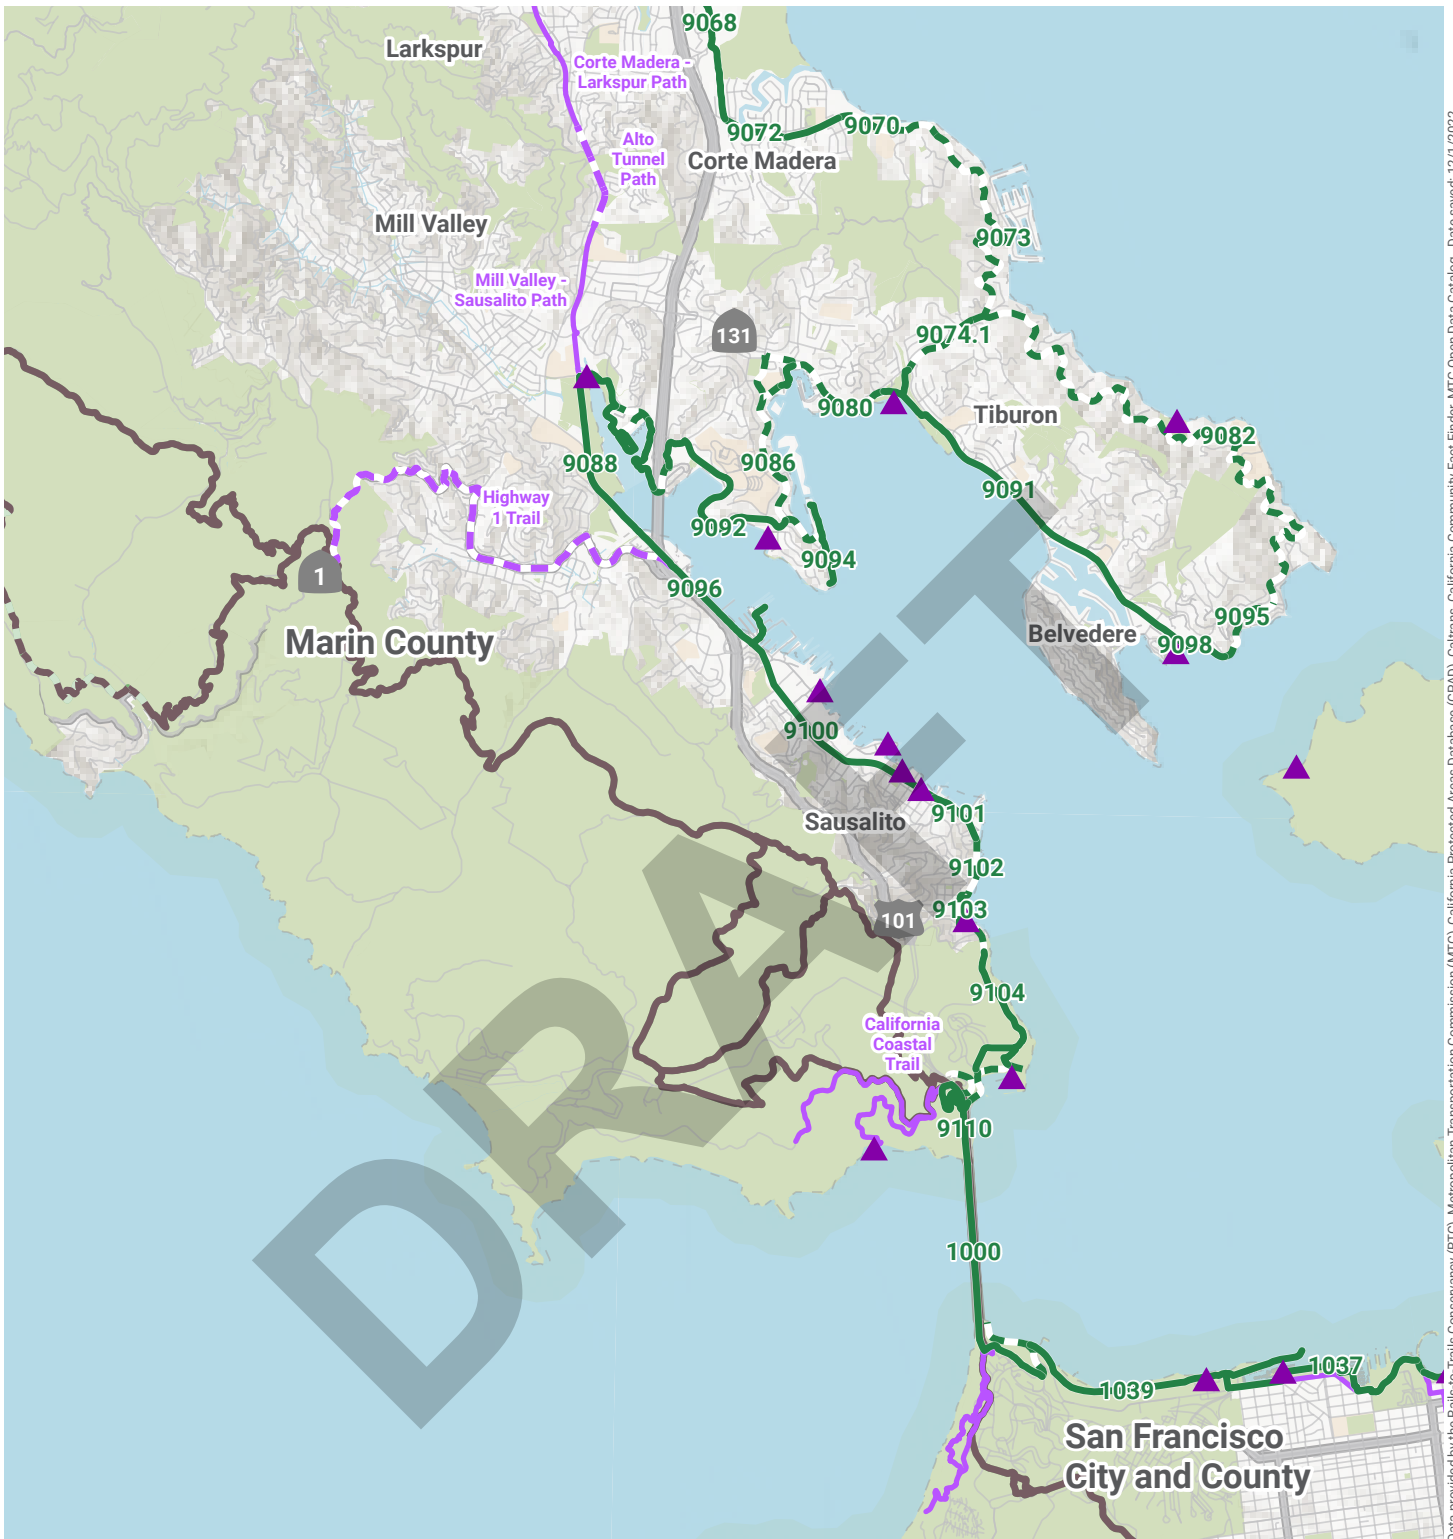 9068
Larkspur
Corte Madera -
Larkspur Path
9072
9070
Alto
Tunnel
Path
Corte Madera
Mill Valley
9073
Mill Valley -
Sausalito Path
131
9074.1
9080
Tiburon
9082
9088
9086
9091
Highway
1 Trail
9092
9094
1
9096
9095
Marin County
Belvedere
9098
9100
9101
Sausalito
9102
9103
101
9104
California
Coastal
Trail
9110
1000
1037
1039
San Francisco
City and County
DRAFT